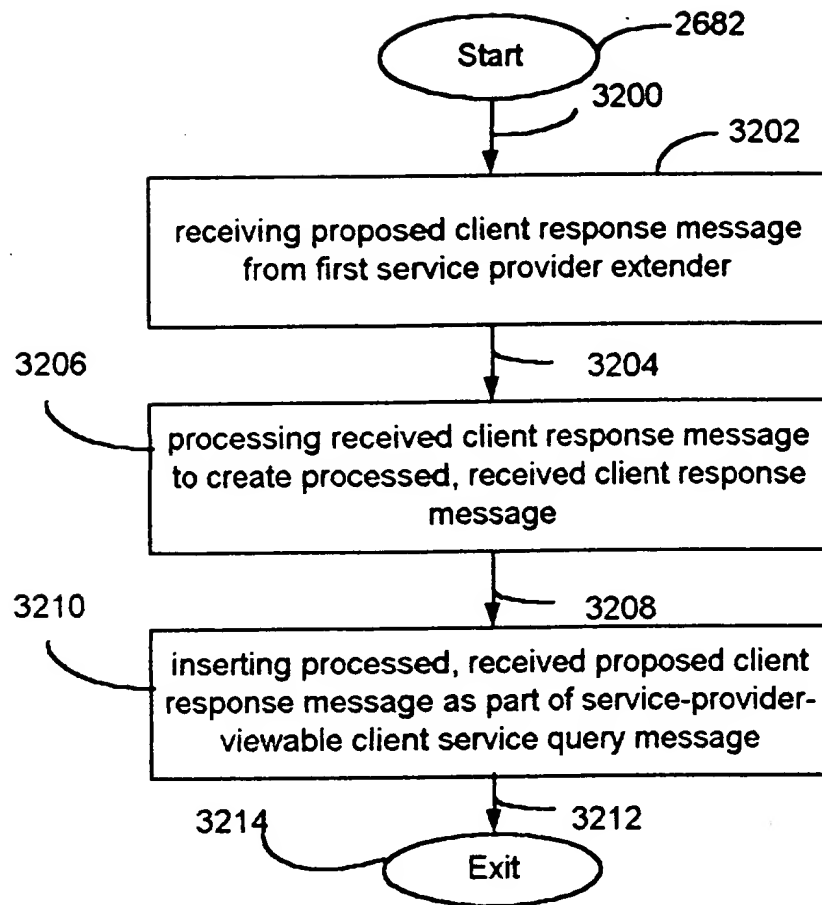 Start
2682
3200
3202
receiving proposed client response message
from first service provider extender
3204
3206
processing received client response message
to create processed, received client response
message
3208
3210
inserting processed, received proposed client
response message as part of service-provider-
viewable client service query message
3212
3214
Exit